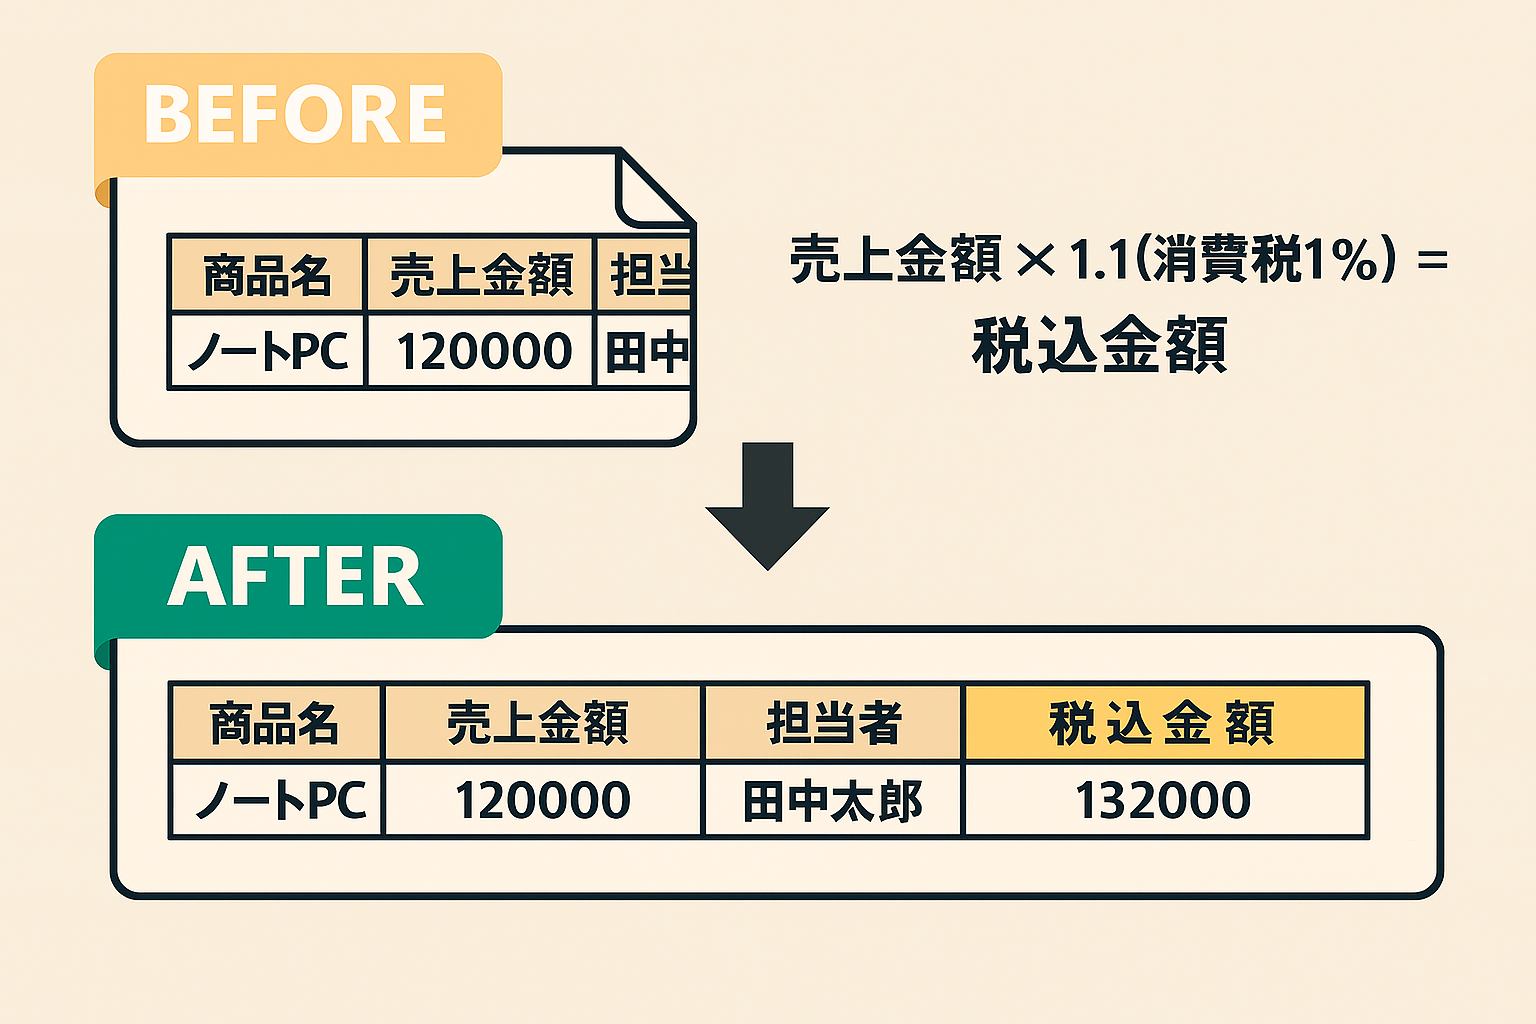 BEFORE
商品名 売上金額 担当
ノートPC 120000 田中
売上金額×1.1(消費税1%) =
税込金額
AFTER
商品名 売上金額 担当者 税込金額
ノートPC 120000 田中太郎 132000